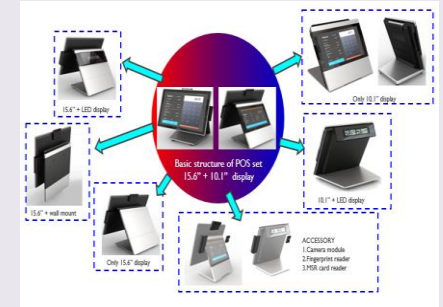 15.6" + LED display
Only 10.1" display
Basic structure of POS set
15.6" + 10.1" display
15.6" + wall mount
10.1" + LED display
Only 15.6" display
ACCESSORY
1.Camera module
2.Fingerprint reader
3.MSR card reader